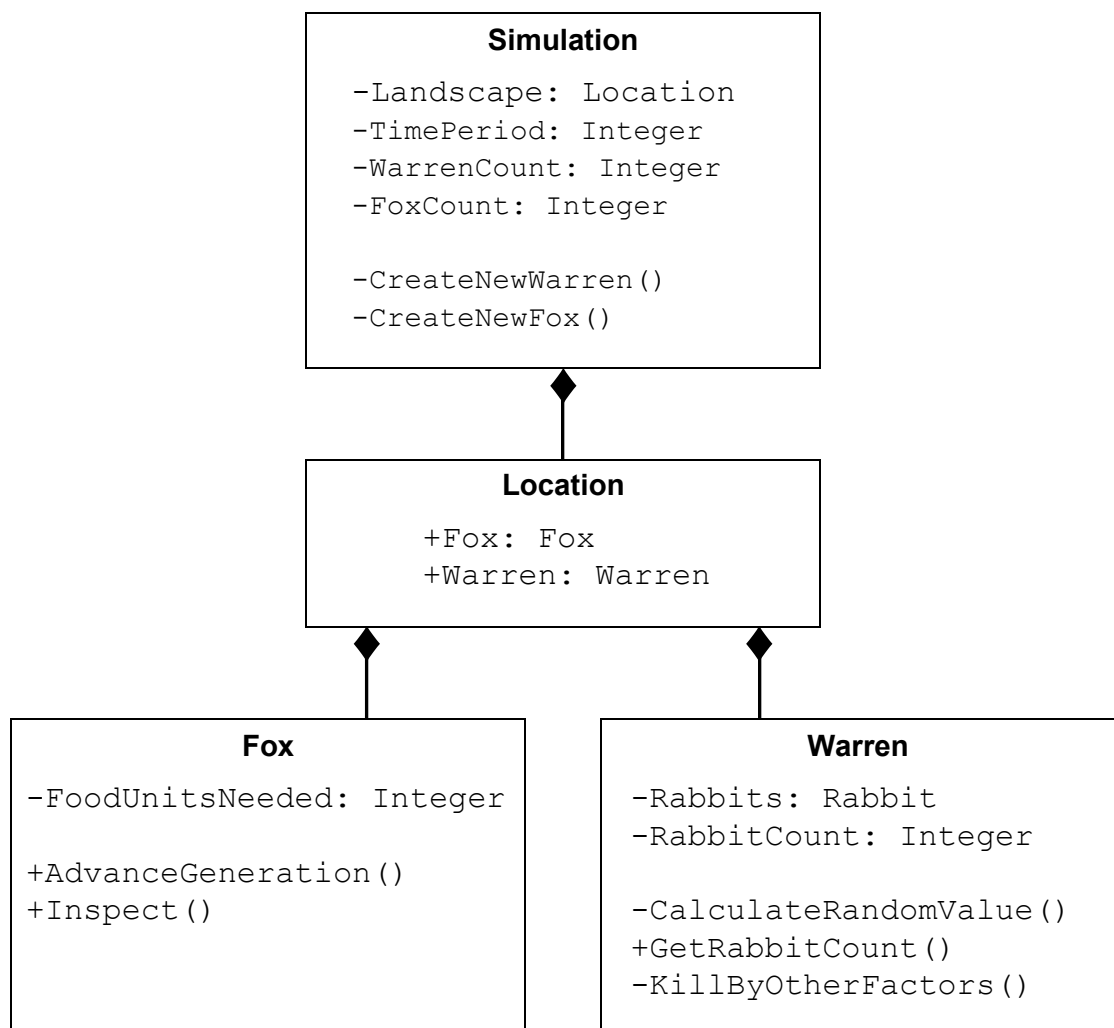 Simulation
-Landscape: Location
-TimePeriod: Integer
-WarrenCount: Integer
-FoxCount: Integer
-CreateNewWarren()
-CreateNewFox()
Location
+Fox: Fox
+Warren: Warren
Fox
-FoodUnitsNeeded: Integer
+AdvanceGeneration()
+Inspect()
Warren
-Rabbits: Rabbit
-RabbitCount: Integer
-CalculateRandomValue()
+GetRabbitCount()
-KillByOtherFactors()